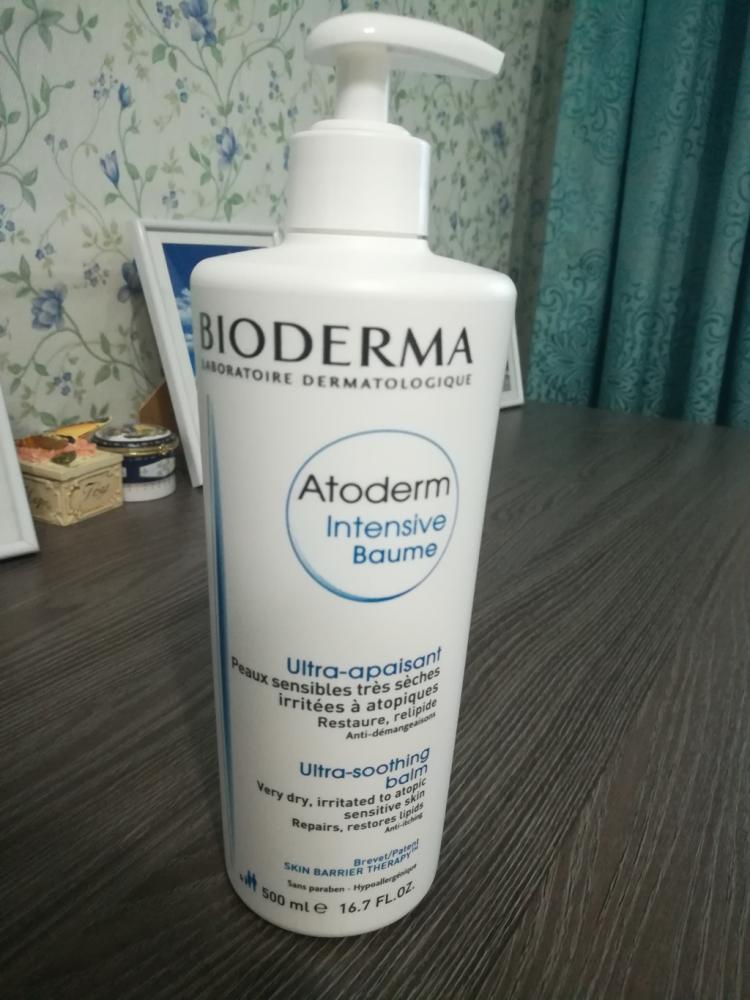 BIODERMA
LABORATOIRE DERMATOLOGIQUE
Atoderm
Intensive
Baume
Ultra-apaisant
Peaux sensibles très sèches
irritées à atopiques
Restaure, relipide
Anti-démangeaisons
Ultra-soothing
balm
Very dry, irritated to atopic
sensitive skin
Repairs, restores lipids
Anti-itching
Brevet/Patent
SKIN BARRIER THERAPY™
Sans paraben - Hypoallergénique
500 ml e 16.7 FL.OZ.